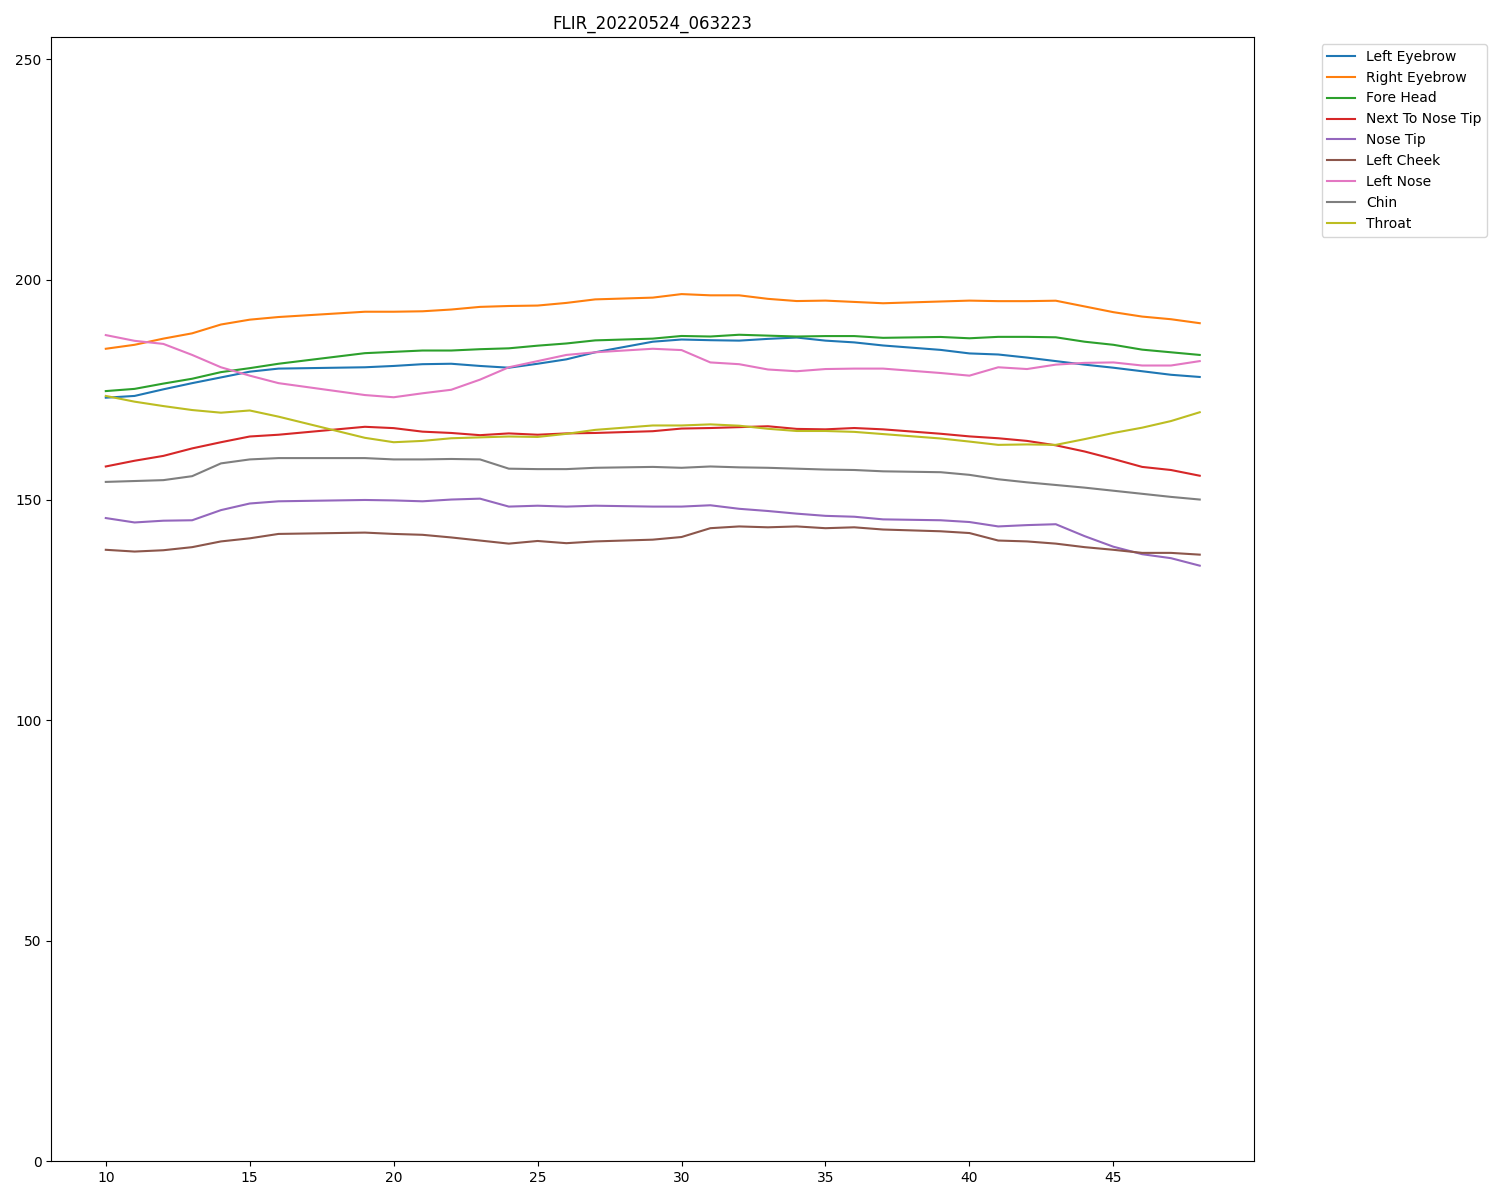 FLIR_20220524_063223
250
200
150
100
50
0
10 15 20 25 30 35 40 45
Left Eyebrow
Right Eyebrow
Fore Head
Next To Nose Tip
Nose Tip
Left Cheek
Left Nose
Chin
Throat